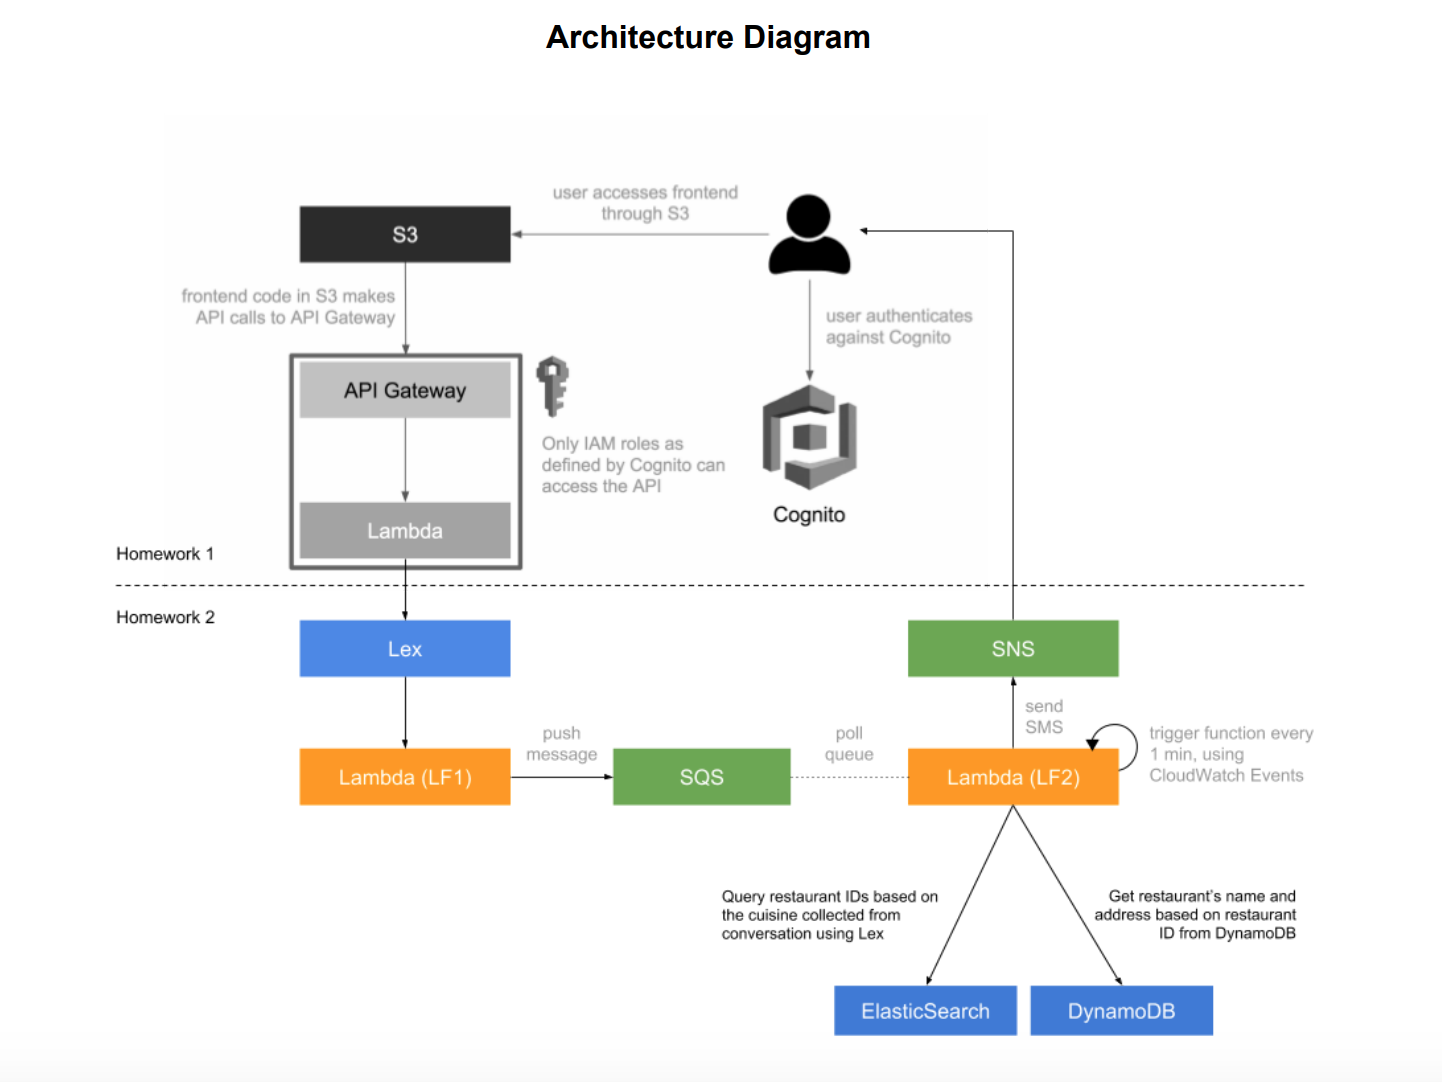 Architecture Diagram
user accesses frontend
through S3
S3
frontend code in S3 makes
API calls to API Gateway
user authenticates
against Cognito
API Gateway
Only IAM roles as
defined by Cognito can
access the API
Cognito
Lambda
Homework 1
Homework 2
Lex
SNS
send
SMS
push
message
poll
queue
trigger function every
1 min, using
CloudWatch Events
Lambda (LF1)
SQS
Lambda (LF2)
Query restaurant IDs based on
the cuisine collected from
conversation using Lex
Get restaurant's name and
address based on restaurant
ID from DynamoDB
ElasticSearch
DynamoDB